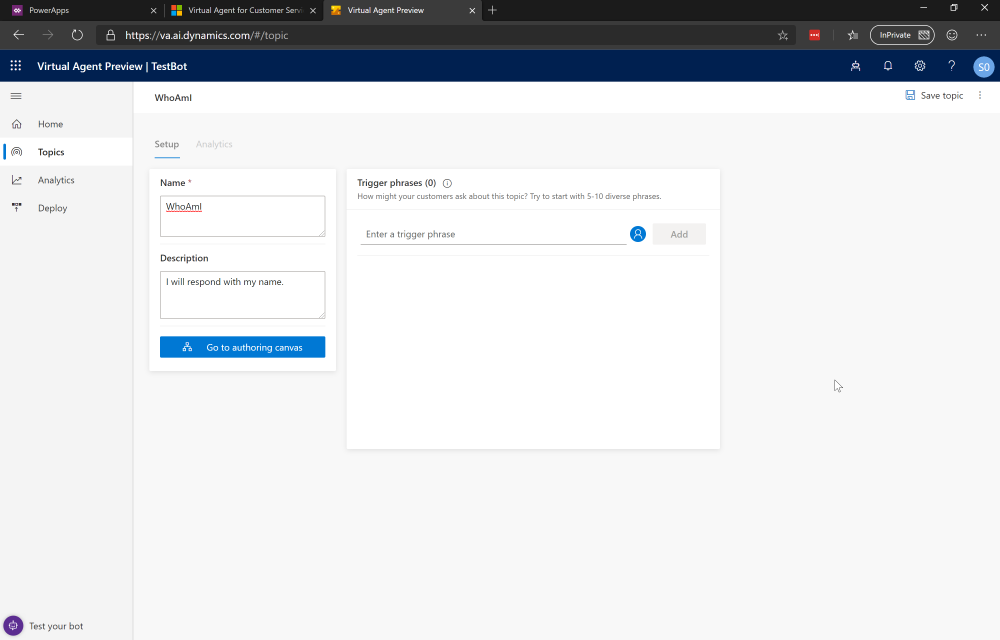 PowerApps
Virtual Agent for Customer Servi
Virtual Agent Preview
https://va.ai.dynamics.com/#/topic
InPrivate
Virtual Agent Preview | TestBot
?
SO
WhoAmI
Save topic
Home
Topics
Analytics
Deploy
Setup
Analytics
Name *
WhoAmI
Description
I will respond with my name.
Go to authoring canvas
Trigger phrases (0)
How might your customers ask about this topic? Try to start with 5-10 diverse phrases.
Enter a trigger phrase
Add
Test your bot